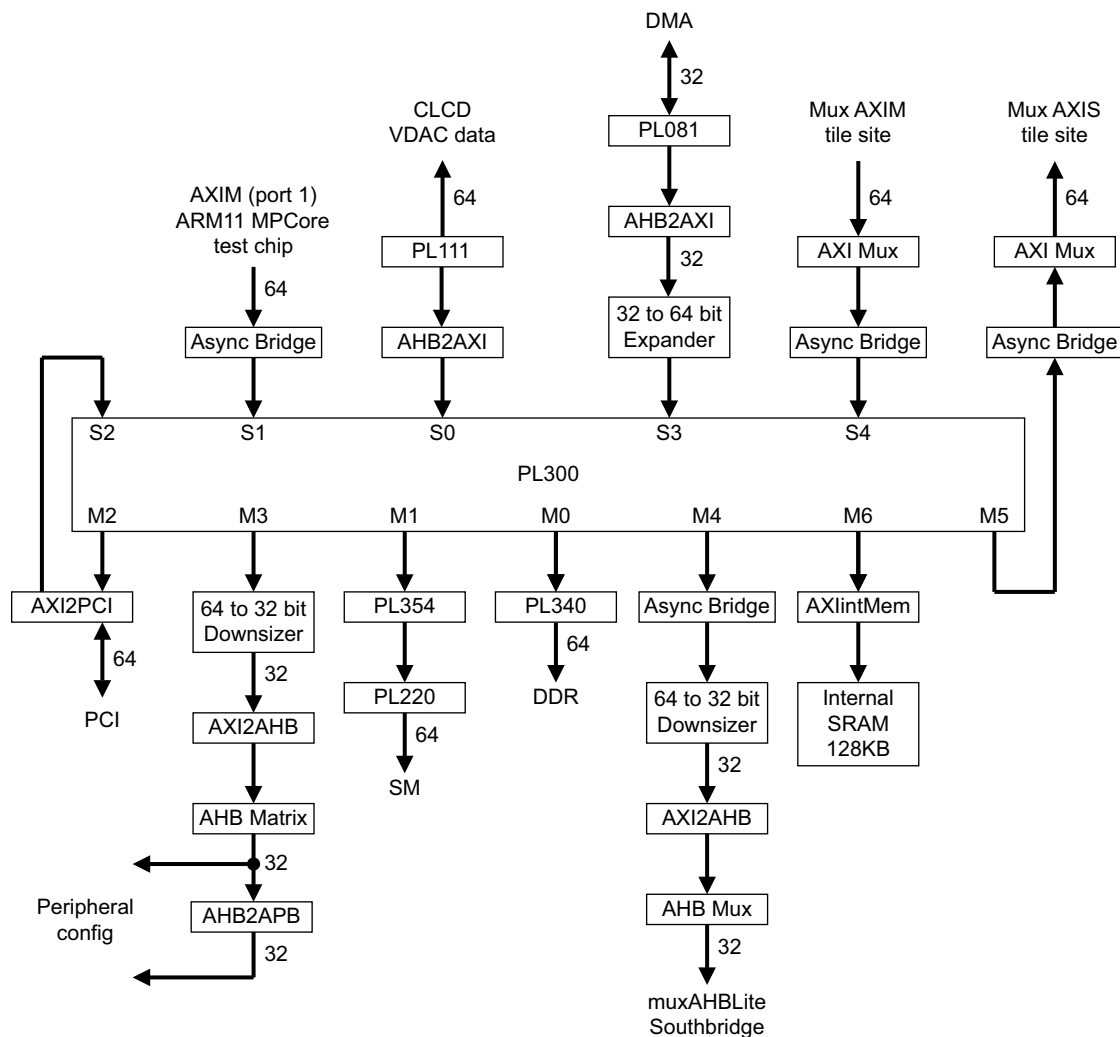 DMA
32
CLCD
VDAC data
PL081
Mux AXIM
tile site
Mux AXIS
tile site
AXIM (port 1)
ARM11 MPCore
test chip
64
64
64
AHB2AXI
PL111
32
AXI Mux
AXI Mux
64
32 to 64 bit
Expander
Async Bridge
AHB2AXI
Async Bridge
Async Bridge
S2
S1
S0
S3
S4
PL300
M2
M3
M1
M0
M4
M6
M5
AXI2PCI
64 to 32 bit
Downsizer
PL354
PL340
Async Bridge
AXIintMem
64
32
64
PCI
PL220
DDR
64 to 32 bit
Downsizer
Internal
SRAM
128KB
AXI2AHB
64
32
SM
AHB Matrix
AXI2AHB
32
Peripheral
config
AHB2APB
AHB Mux
32
32
muxAHBLite
Southbridge